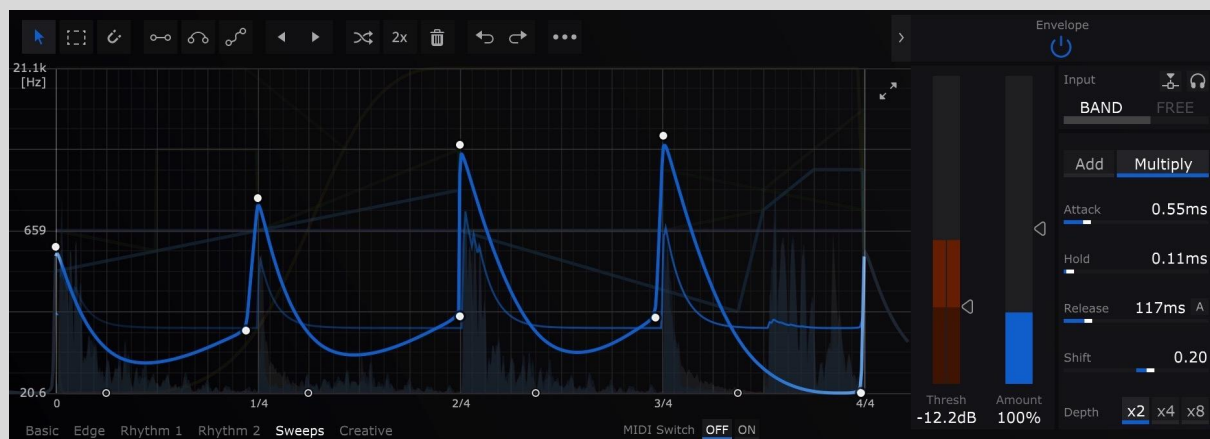 2x
Envelope
21.1k
[Hz]
Input
BAND FREE
Add Multiply
Attack 0.55ms
659
Hold 0.11ms
Release 117ms A
Shift 0.20
20.6
0 1/4 2/4 3/4 4/4
Thresh Amount
-12.2dB 100%
Depth x2 x4 x8
Basic Edge Rhythm 1 Rhythm 2 Sweeps Creative MIDI Switch OFF ON